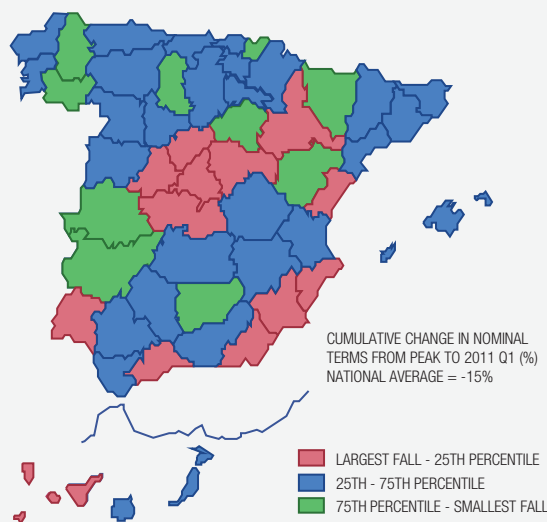 CUMULATIVE CHANGE IN NOMINAL
TERMS FROM PEAK TO 2011 Q1 (%)
NATIONAL AVERAGE = -15%
LARGEST FALL - 25TH PERCENTILE
25TH - 75TH PERCENTILE
75TH PERCENTILE - SMALLEST FALL